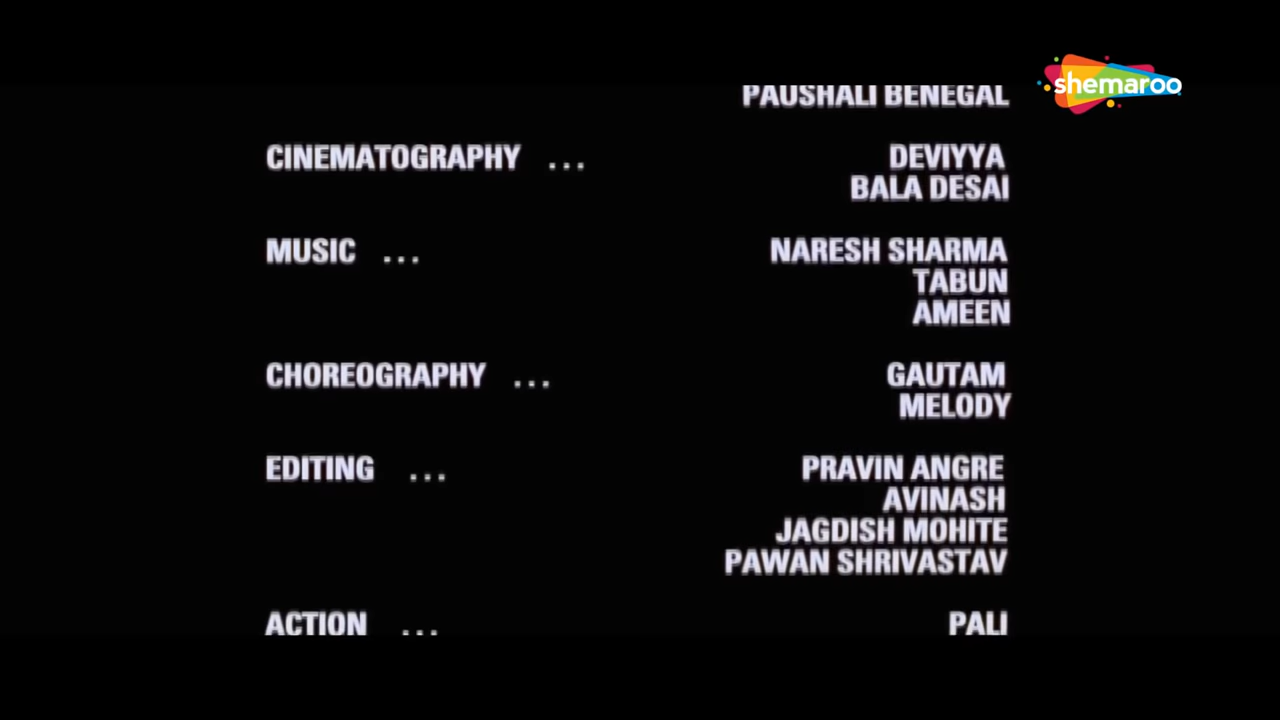 shemaroo
PAUSHALI BENEGAL
CINEMATOGRAPHY ... DEVIYYA
BALA DESAI
MUSIC ... NARESH SHARMA
TABUN
AMEEN
CHOREOGRAPHY ... GAUTAM
MELODY
EDITING ... PRAVIN ANGRE
AVINASH
JAGDISH MOHITE
PAWAN SHRIVASTAV
ACTION ... PALI